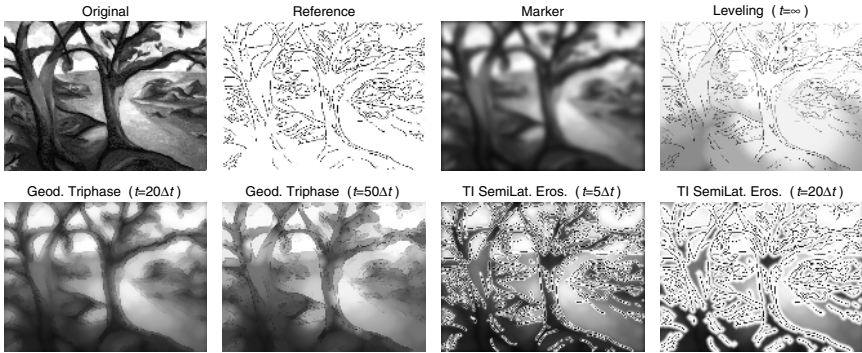 Original
Reference
Marker
Leveling (t=∞)
Geod. Triphase (t=20Δt)
Geod. Triphase (t=50Δt)
TI SemiLat. Eros. (t=5Δt)
TI SemiLat. Eros. (t=20Δt)